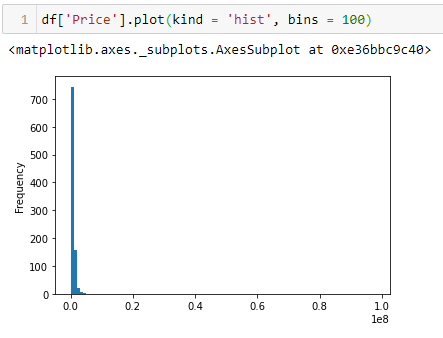 1 df['Price'].plot(kind = 'hist', bins = 100)
<matplotlib.axes._subplots.AxesSubplot at 0xe36bbc9c40>
700
600
500
400
300
200
100
0
Frequency
0.0 0.2 0.4 0.6 0.8 1.0
1e8